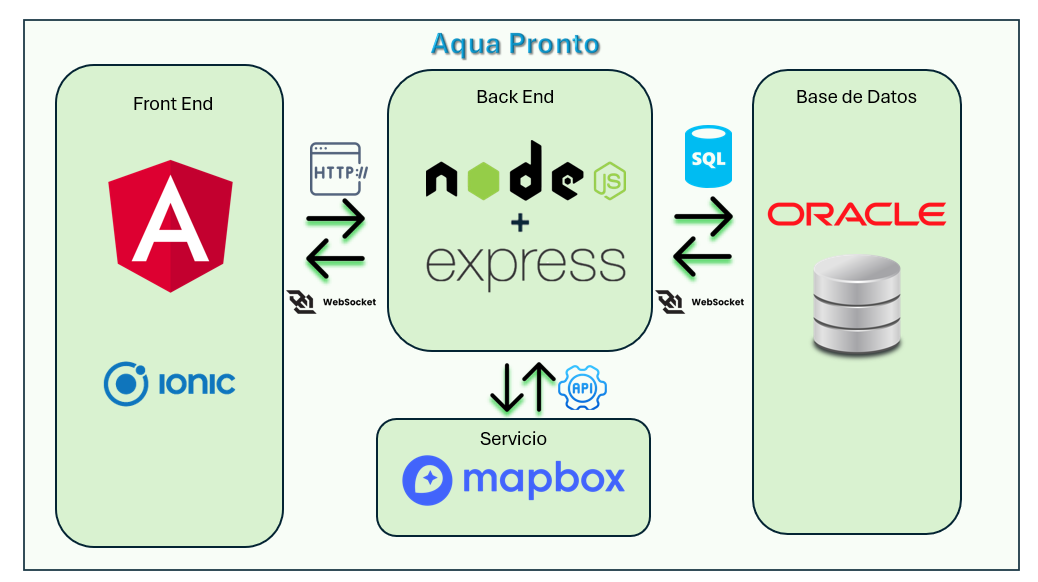 Aqua Pronto
Front End
A
IONIC
HTTP://
WebSocket
Back End
node JS
+
express
SQL
WebSocket
Base de Datos
ORACLE
API
Servicio
mapbox